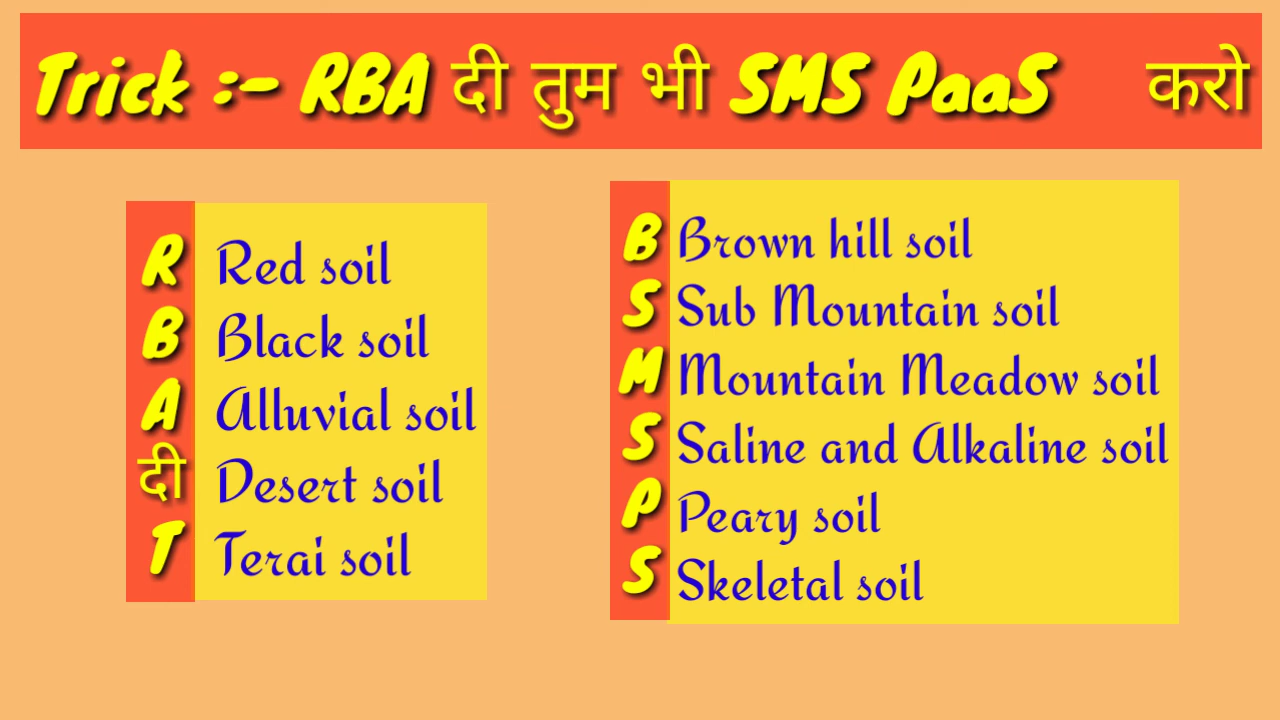 Trick :- RBA दी तुम भी SMS PaaS करो
R Red soil
B Black soil
A Alluvial soil
दी Desert soil
T Terai soil
B Brown hill soil
S Sub Mountain soil
M Mountain Meadow soil
S Saline and Alkaline soil
P Peary soil
S Skeletal soil